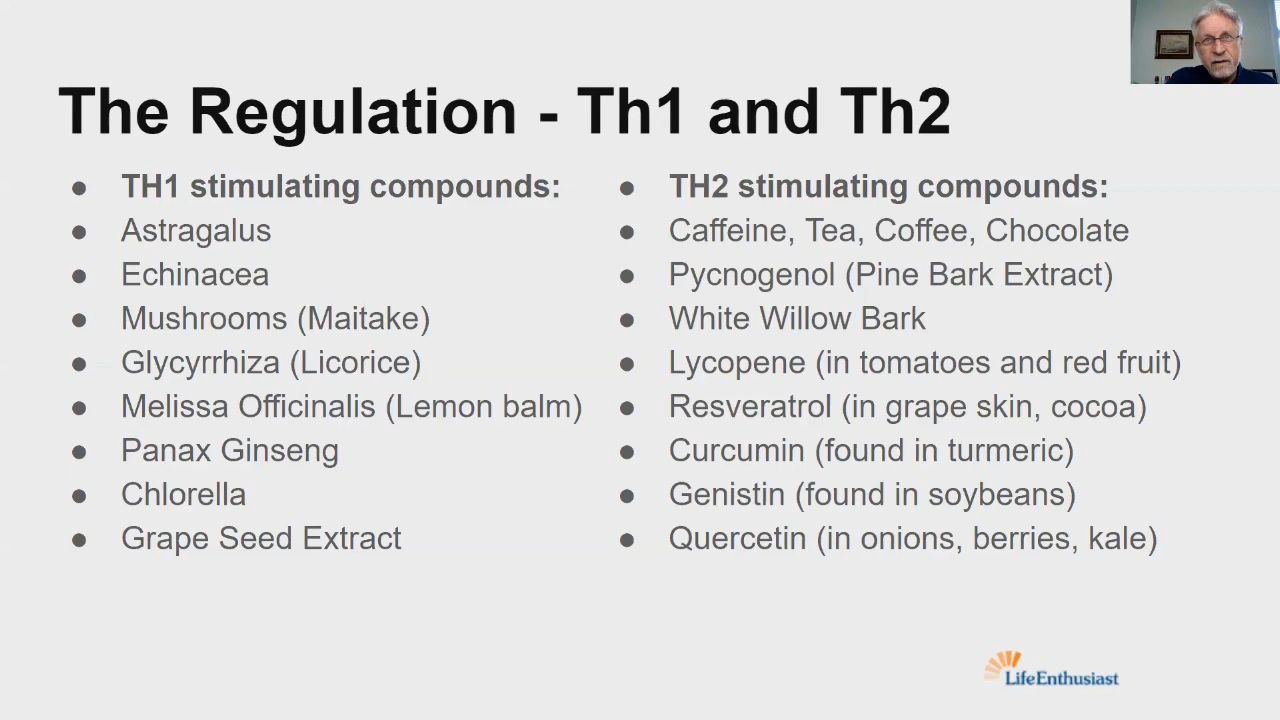 The Regulation - Th1 and Th2
TH1 stimulating compounds:
Astragalus
Echinacea
Mushrooms (Maitake)
Glycyrrhiza (Licorice)
Melissa Officinalis (Lemon balm)
Panax Ginseng
Chlorella
Grape Seed Extract
TH2 stimulating compounds:
Caffeine, Tea, Coffee, Chocolate
Pycnogenol (Pine Bark Extract)
White Willow Bark
Lycopene (in tomatoes and red fruit)
Resveratrol (in grape skin, cocoa)
Curcumin (found in turmeric)
Genistin (found in soybeans)
Quercetin (in onions, berries, kale)
LifeEnthusiast